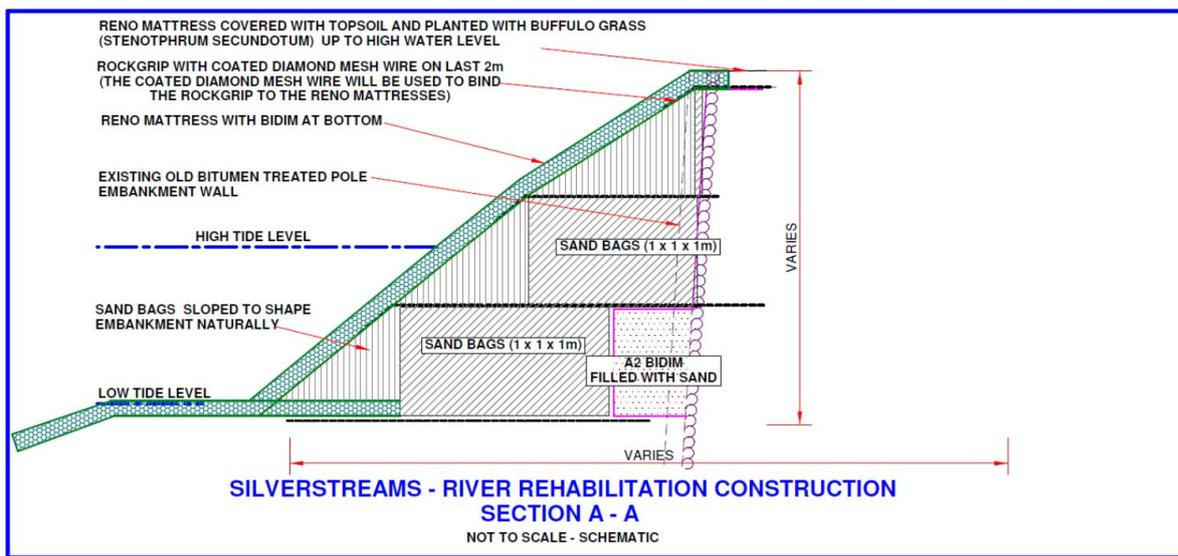 RENO MATTRESS COVERED WITH TOPSOIL AND PLANTED WITH BUFFULO GRASS
(STENOTPHRUM SECUNDOTUM) UP TO HIGH WATER LEVEL
ROCKGRIP WITH COATED DIAMOND MESH WIRE ON LAST 2m
(THE COATED DIAMOND MESH WIRE WILL BE USED TO BIND
THE ROCKGRIP TO THE RENO MATTRESSES)
RENO MATTRESS WITH BIDIM AT BOTTOM
EXISTING OLD BITUMEN TREATED POLE
EMBANKMENT WALL
HIGH TIDE LEVEL
SAND BAGS (1 x 1 x 1m)
VARIES
SAND BAGS SLOPED TO SHAPE
EMBANKMENT NATURALLY
SAND BAGS (1 x 1 x 1m)
A2 BIDIM
FILLED WITH SAND
LOW TIDE LEVEL
VARIES
SILVERSTREAMS - RIVER REHABILITATION CONSTRUCTION
SECTION A - A
NOT TO SCALE - SCHEMATIC